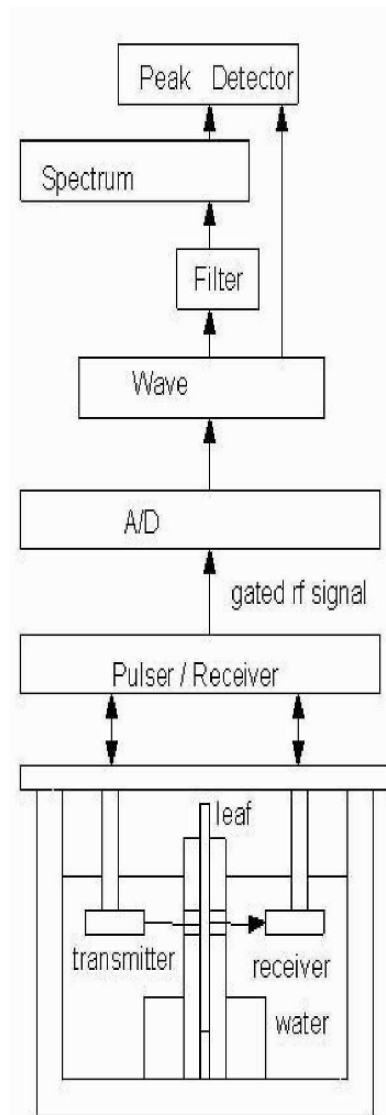 Peak Detector
Spectrum
Filter
Wave
A/D
gated rf signal
Pulser / Receiver
leaf
transmitter
receiver
water